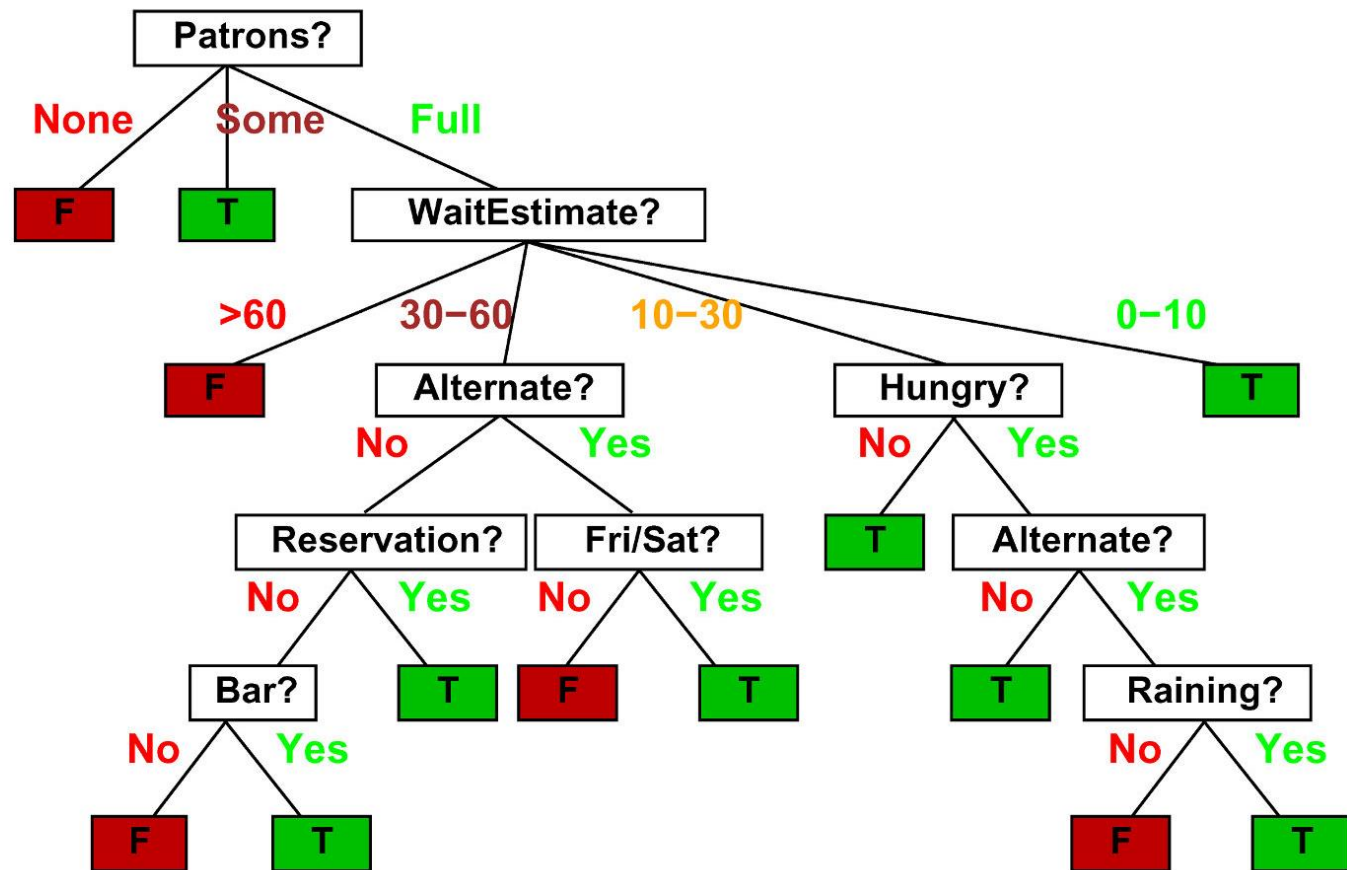 Patrons?
None Some Full
F T WaitEstimate?
>60 30−60 10−30 0−10
F Alternate? Hungry? T
No Yes No Yes
Reservation? Fri/Sat? T Alternate?
No Yes No Yes No Yes
Bar? T F T T Raining?
No Yes No Yes
F T F T